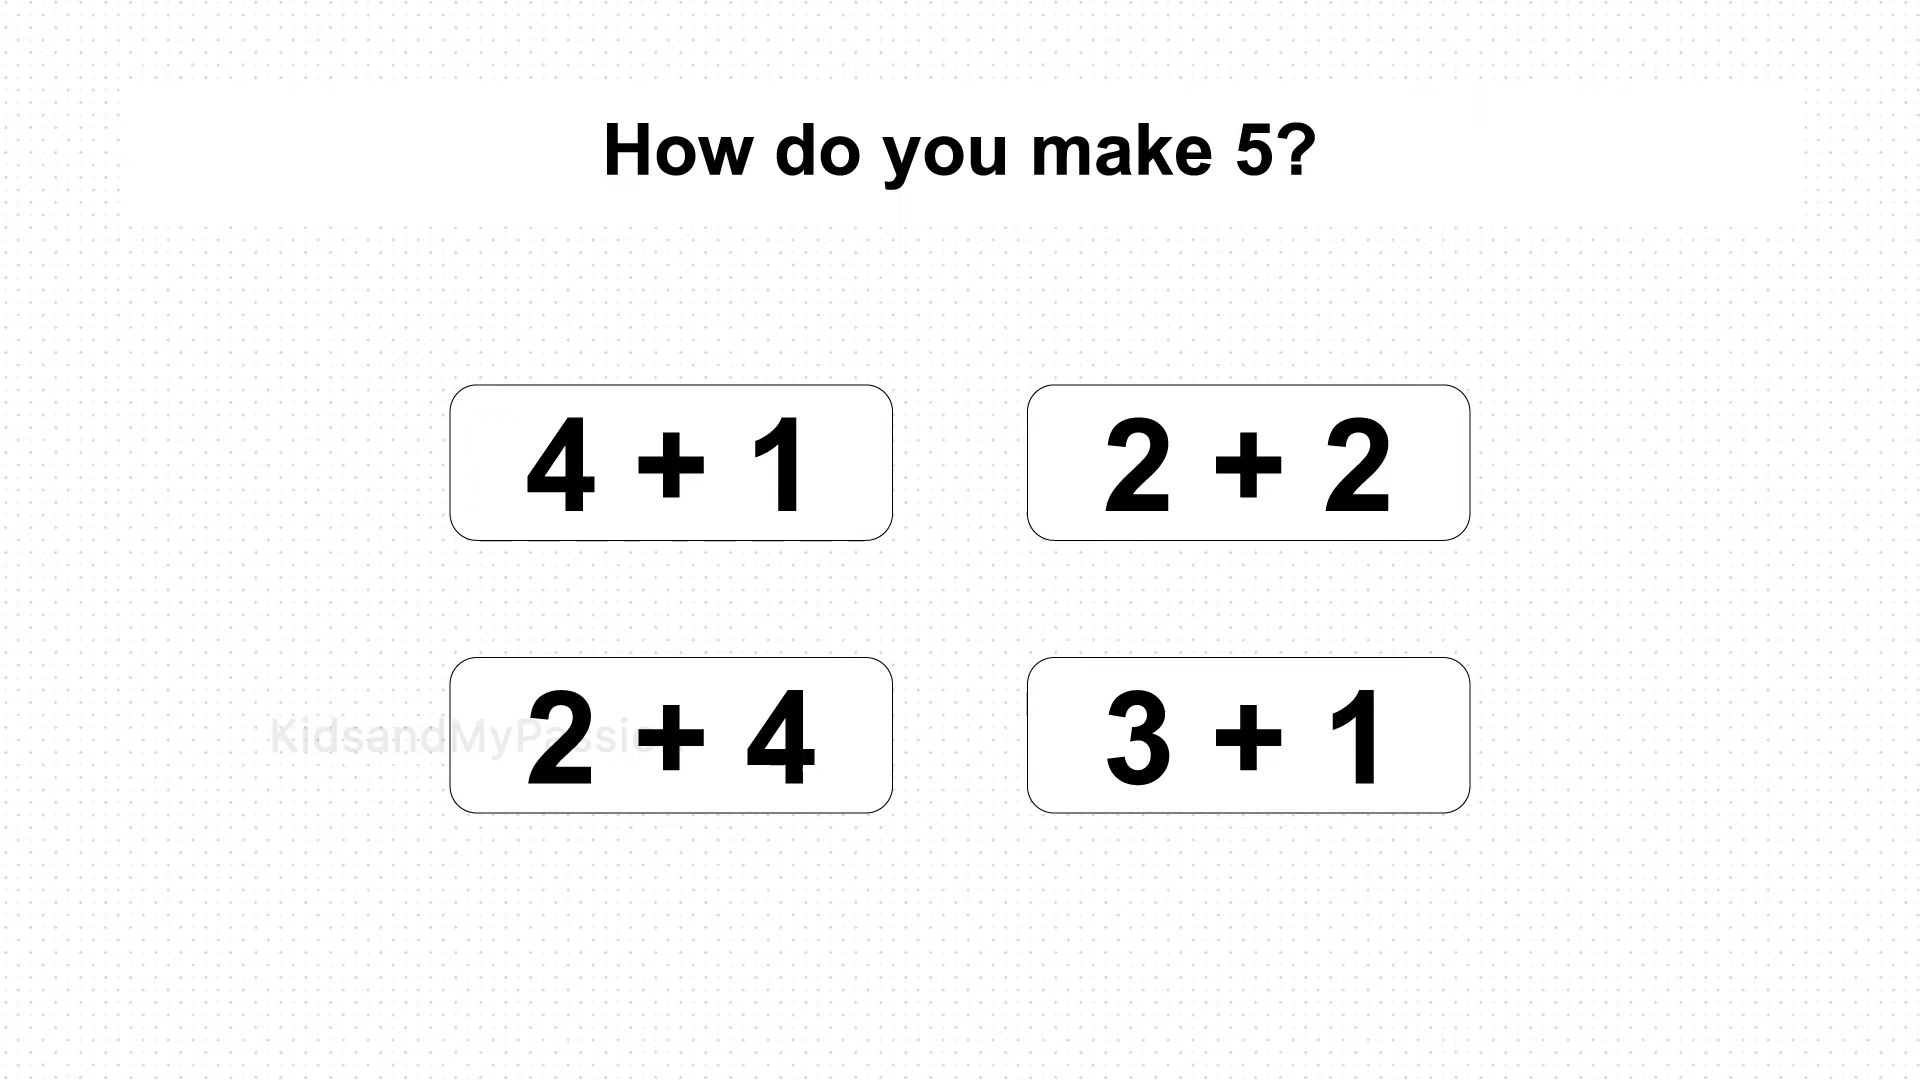 How do you make 5?
4 + 1
2 + 2
2 + 4
3 + 1